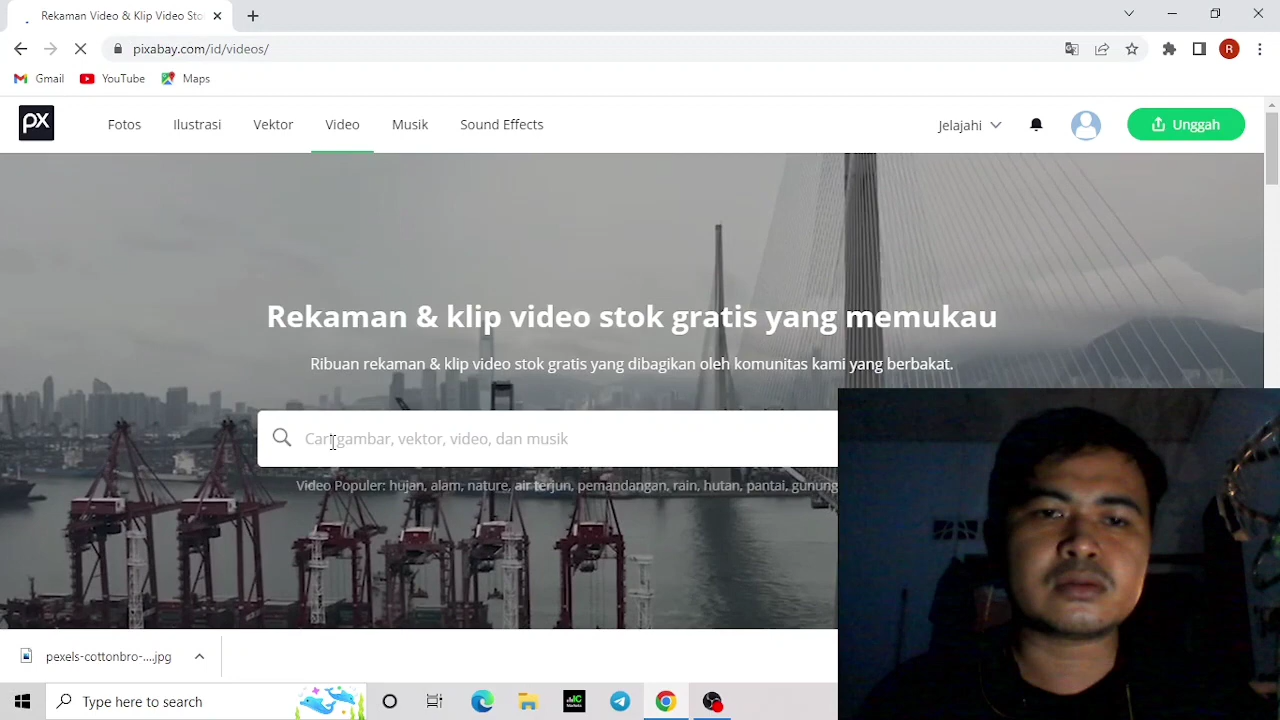 Rekaman Video & Klip Video Sto
pixabay.com/id/videos/
R
Gmail
YouTube
Maps
px
Fotos
Ilustrasi
Vektor
Video
Musik
Sound Effects
Jelajahi
Unggah
Rekaman & klip video stok gratis yang memukau
Ribuan rekaman & klip video stok gratis yang dibagikan oleh komunitas kami yang berbakat.
Cari gambar, vektor, video, dan musik
Video Populer: hujan, alam, nature, air terjun, pemandangan, rain, hutan, pantai, gunung
pexels-cottonbro-....jpg
Type here to search